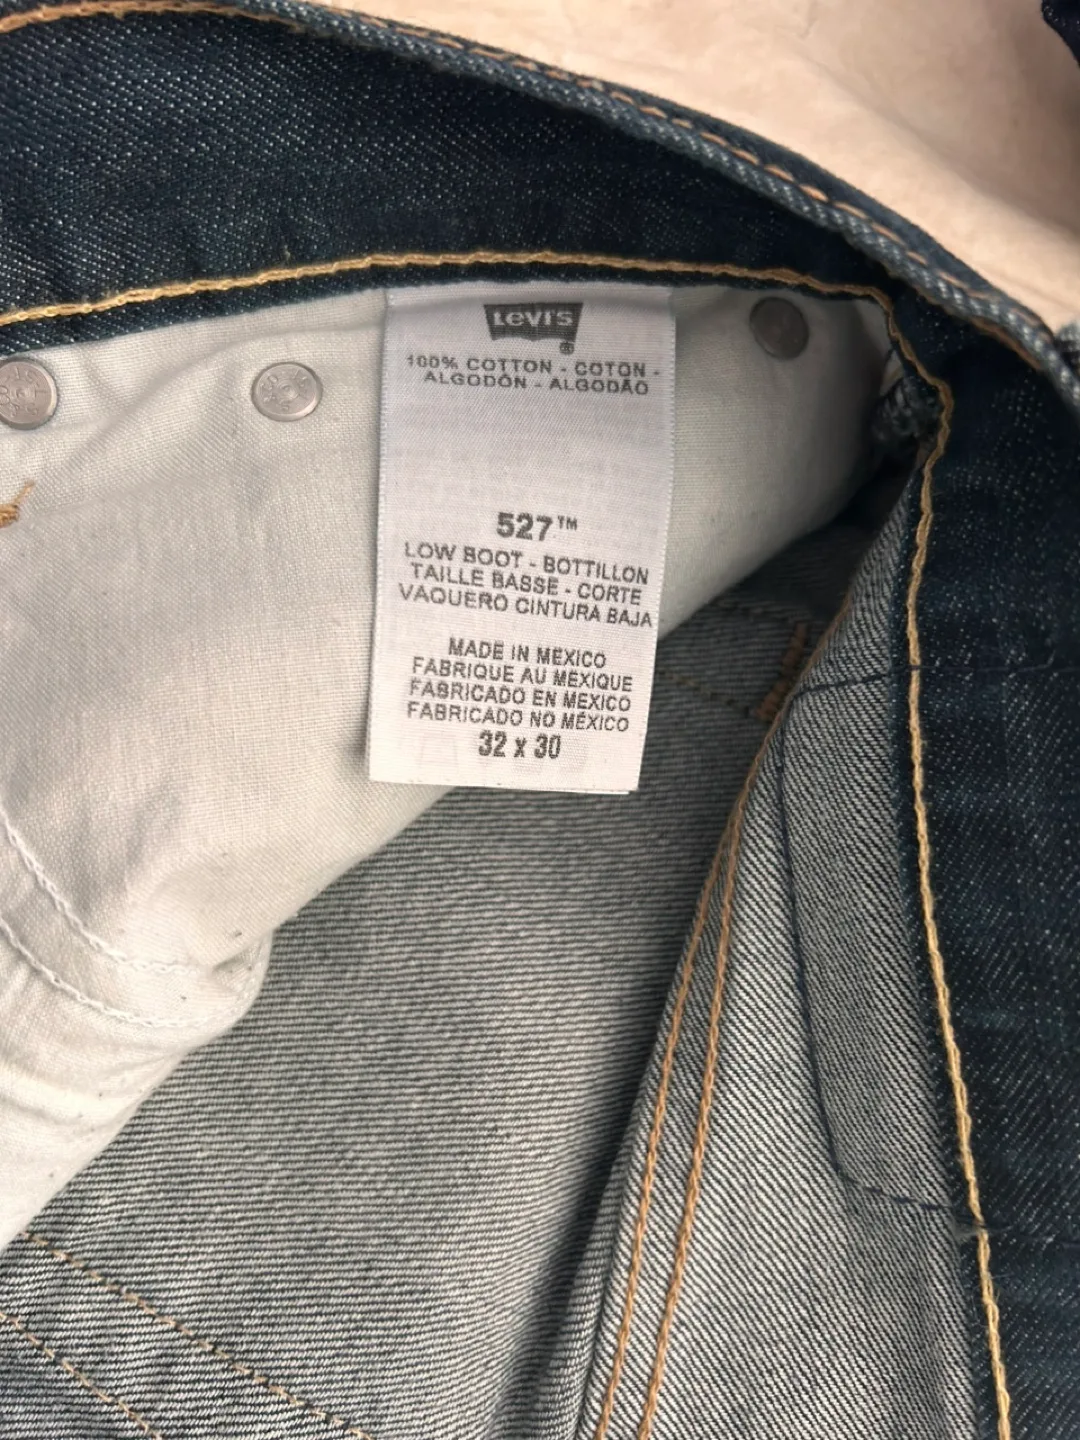 LEVI'S
®
100% COTTON - COTON -
ALGODÓN - ALGODÃO
527™
LOW BOOT - BOTTILLON
TAILLE BASSE - CORTE
VAQUERO CINTURA BAJA
MADE IN MEXICO
FABRIQUE AU MEXIQUE
FABRICADO EN MEXICO
FABRICADO NO MÉXICO
32 x 30